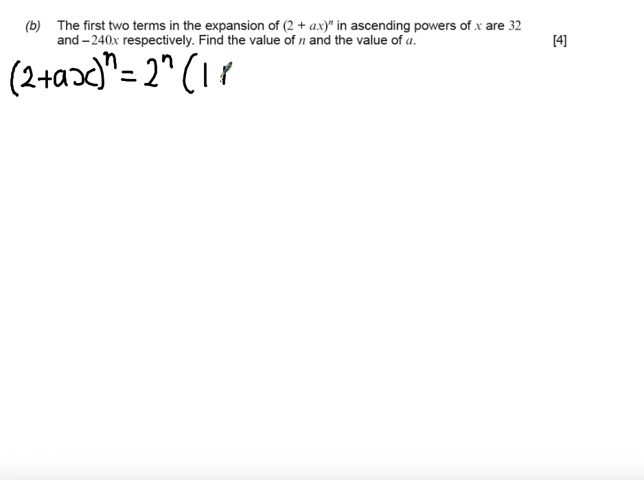 (b) The first two terms in the expansion of (2 + ax)ⁿ in ascending powers of x are 32
and −240x respectively. Find the value of n and the value of a. [4]
(2+ax)ⁿ = 2ⁿ (1